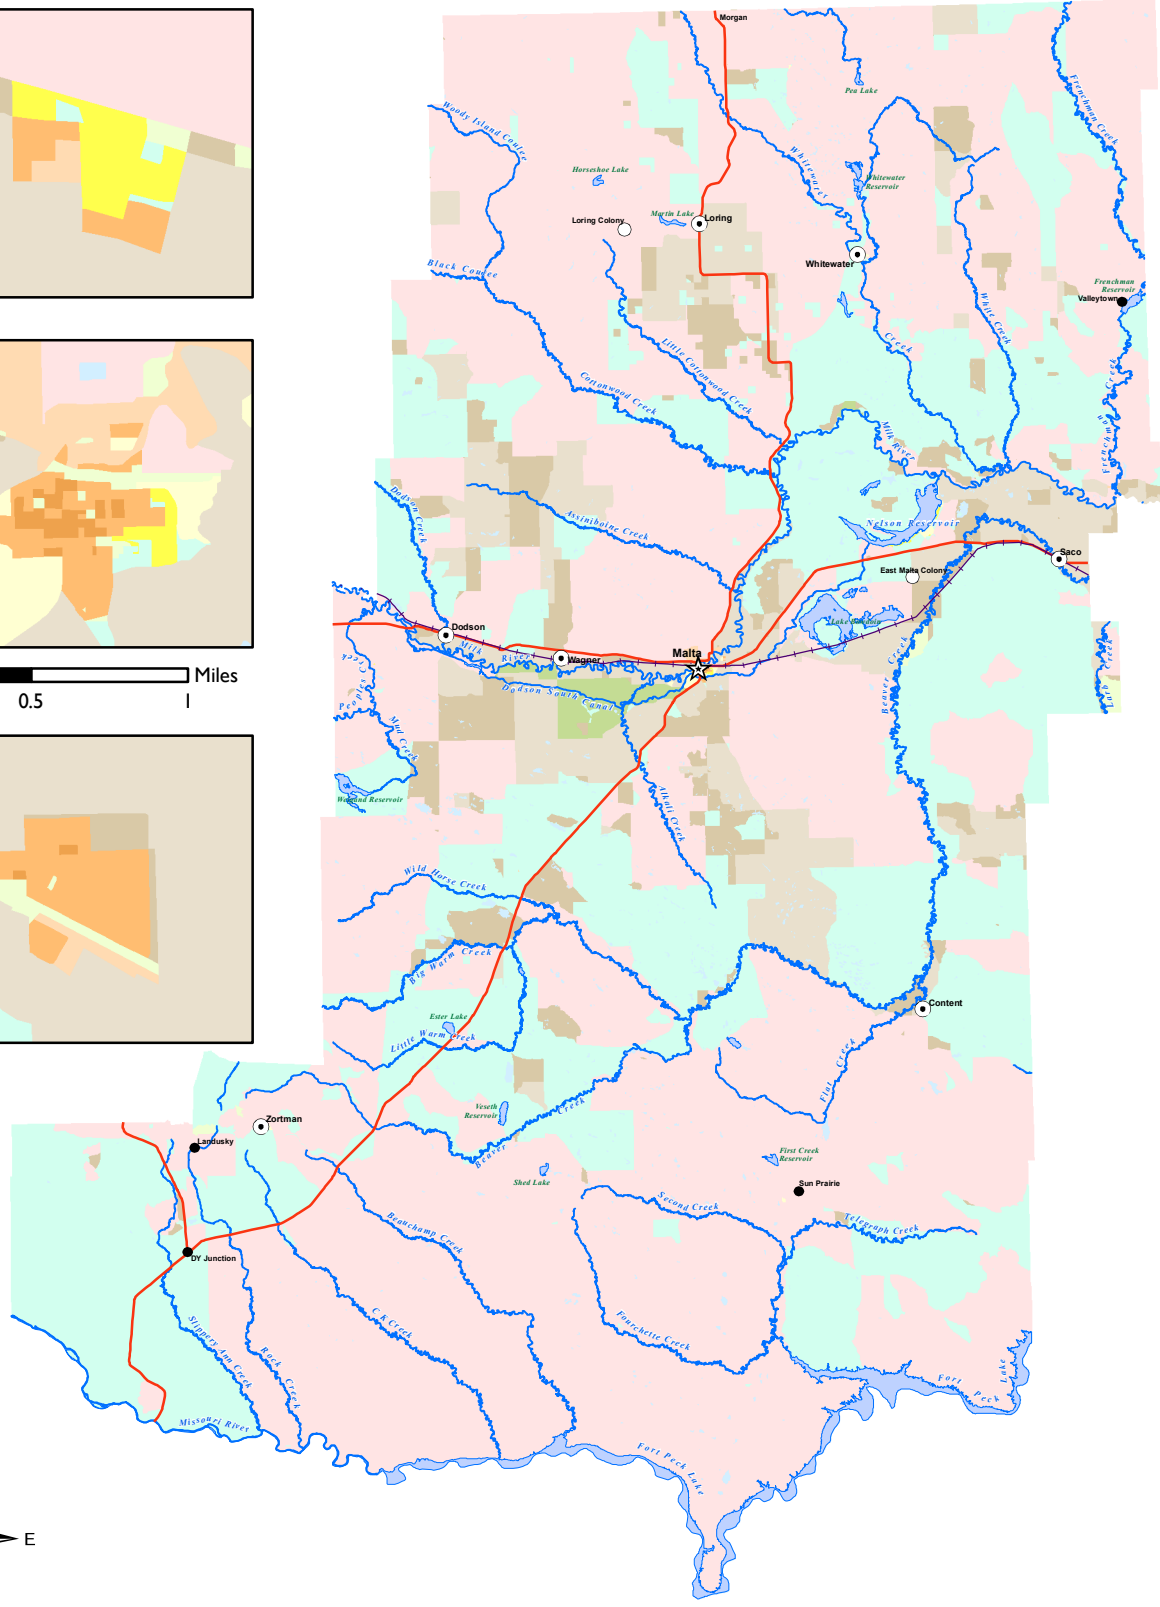 Morgan
Pea Lake
Frenchman Creek
Woody Island Coulee
Whitewater
Horseshoe Lake
Whitewater
Reservoir
Martin Lake
Loring
Loring Colony
Black Coulee
Whitewater
Frenchman
Reservoir
Valleytown
White Creek
Creek
Little Cottonwood Creek
Cottonwood Creek
Frenchman Creek
Milk River
Dodson Creek
Assiniboine Creek
Nelson Reservoir
Saco
East Malta Colony
Lake Bowdoin
Dodson
Milk River
Wagner
Malta
Miles
0.5
1
Peoples Creek
Dodson South Canal
Beaver Creek
Larb Creek
Mud Creek
Alkali Creek
Wayland Reservoir
Wild Horse Creek
Big Warm Creek
Content
Ester Lake
Little Warm Creek
Flat Creek
Veseth
Reservoir
Beaver Creek
Zortman
Landusky
First Creek
Reservoir
Shed Lake
Sun Prairie
Second Creek
Telegraph Creek
Beauchamp Creek
DY Junction
C K Creek
Fourchette Creek
Slippery Ann Creek
Rock Creek
Fort Peck Lake
Missouri River
Fort Peck Lake
E